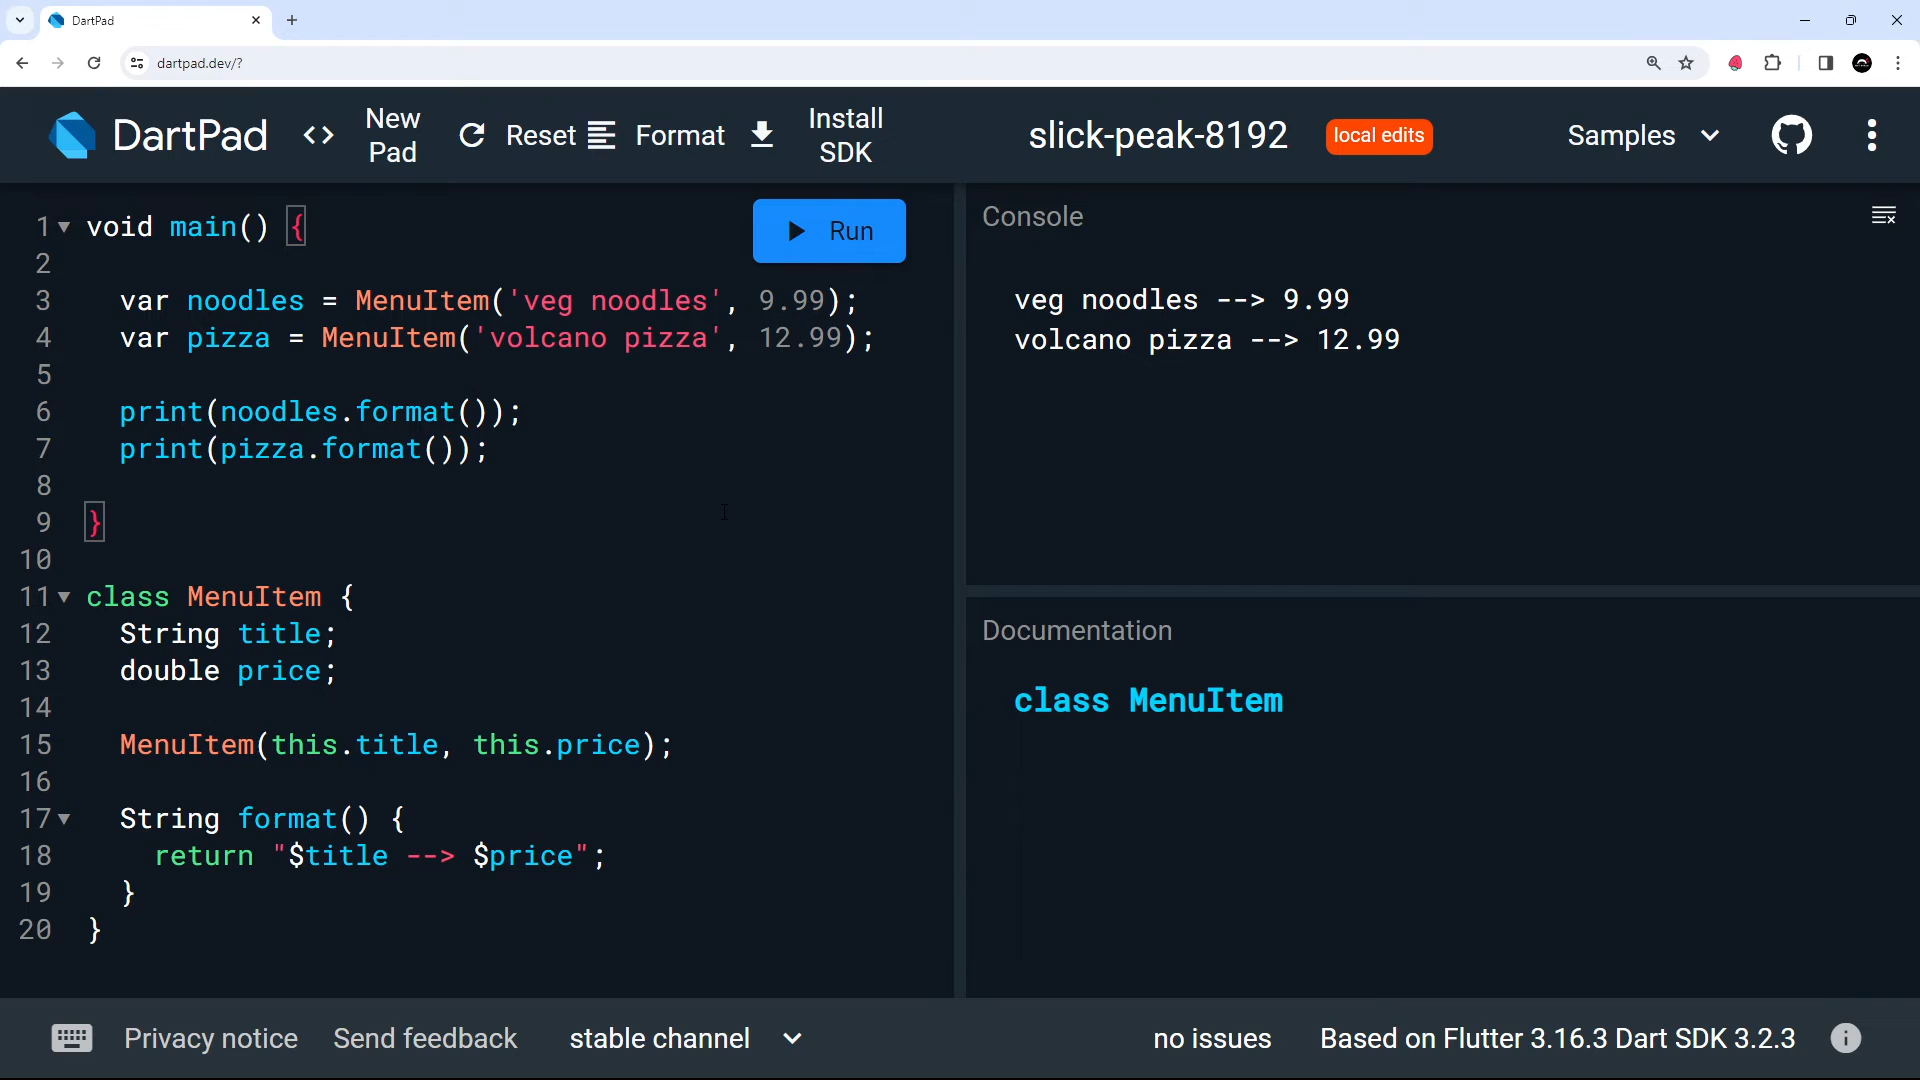 DartPad
dartpad.dev/?
DartPad
<> New Pad Reset Format Install SDK slick-peak-8192 local edits Samples
1 void main() {
Run
Console
2
3 var noodles = MenuItem('veg noodles', 9.99);
4 var pizza = MenuItem('volcano pizza', 12.99);
5
6 print(noodles.format());
7 print(pizza.format());
8
9 }
10
11 class MenuItem {
12 String title;
13 double price;
14
15 MenuItem(this.title, this.price);
16
17 String format() {
18 return "$title --> $price";
19 }
20 }
veg noodles --> 9.99
volcano pizza --> 12.99
Documentation
class MenuItem
Privacy notice Send feedback stable channel no issues Based on Flutter 3.16.3 Dart SDK 3.2.3